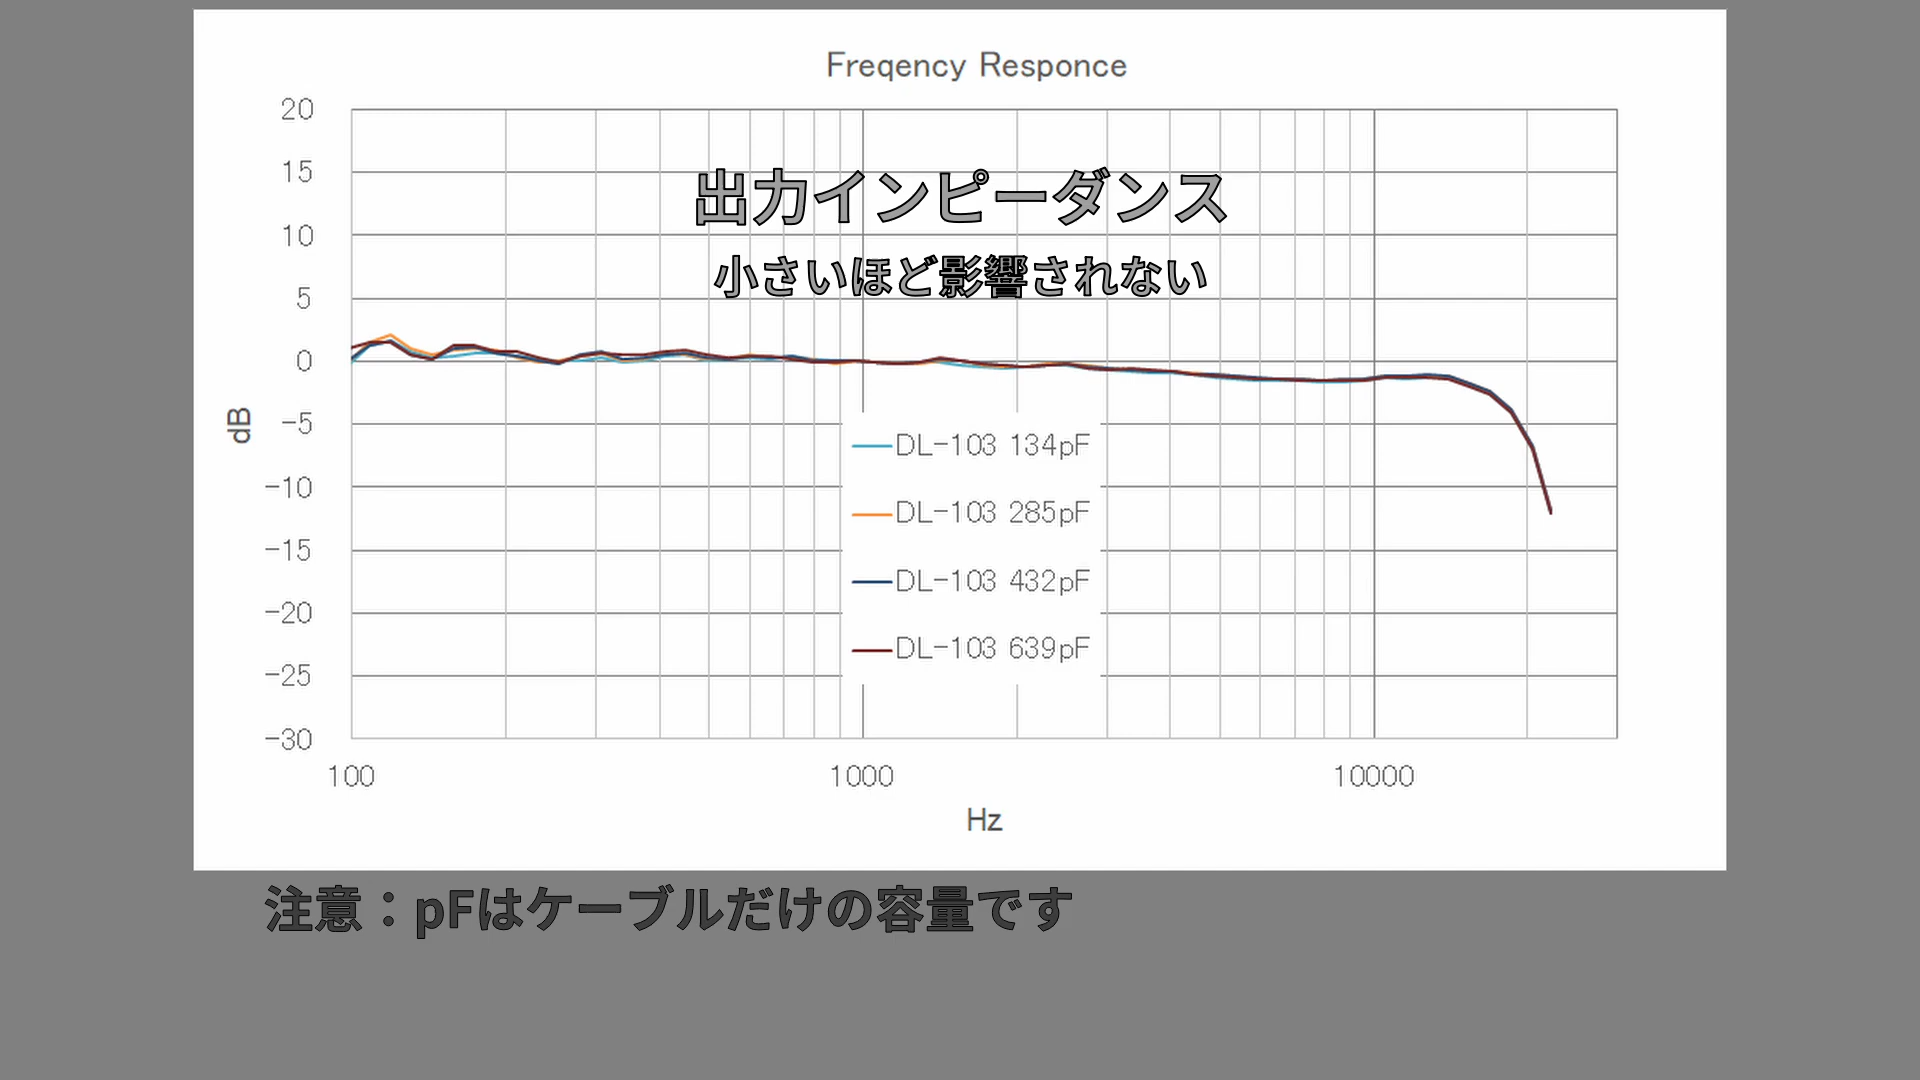 Freqency Responce
20
15
出力インピーダンス
10
小さいほど影響されない
5
0
-5
dB
DL-103 134pF
-10
DL-103 285pF
-15
DL-103 432pF
-20
DL-103 639pF
-25
-30
100 1000 10000
Hz
注意：pFはケーブルだけの容量です